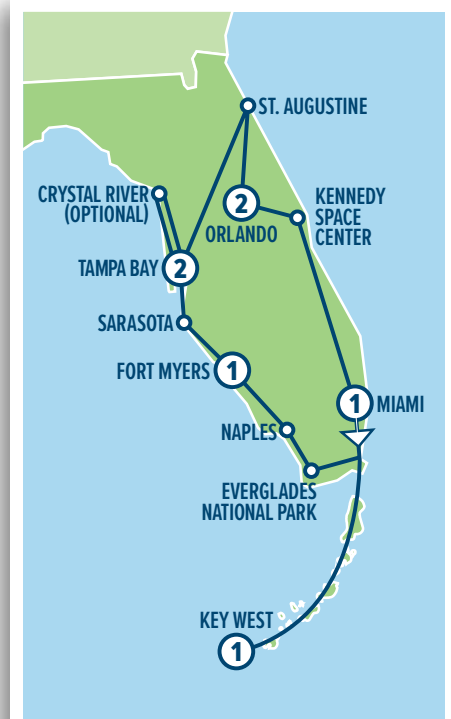 ST. AUGUSTINE
CRYSTAL RIVER
(OPTIONAL)
2
ORLANDO
KENNEDY
SPACE
CENTER
TAMPA BAY 2
SARASOTA
FORT MYERS 1
1 MIAMI
NAPLES
EVERGLADES
NATIONAL PARK
KEY WEST
1